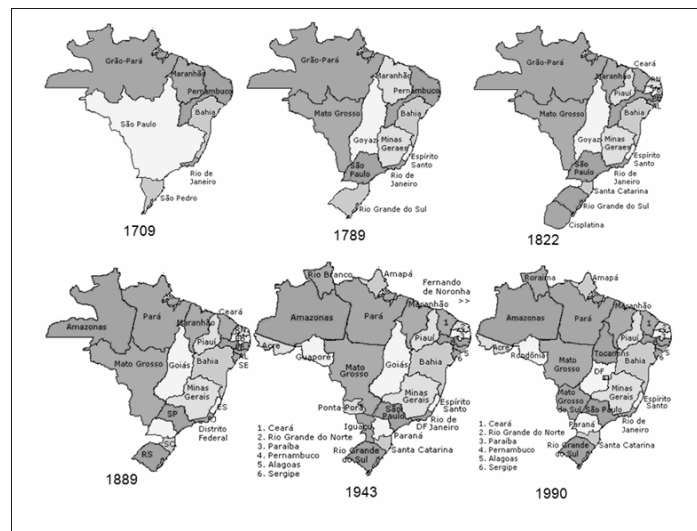 Grão-Pará
Maranhão
Pernambuco
Bahia
São Paulo
Rio de
Janeiro
São Pedro
1709
Grão-Pará
Maranhão
Pernambuco
Bahia
Mato Grosso
Goyaz
Minas
Geraes
Espírito
Santo
São
Paulo
Rio de
Janeiro
Rio Grande do Sul
1789
Grão-Pará
Maranhão
Ceará
RN
Piauí
AL
Bahia
Mato Grosso
Goyaz
Minas
Geraes
Espírito
Santo
São
Paulo
Rio de
Janeiro
Santa Catarina
Rio Grande do Sul
Cisplatina
1822
Amazonas
Pará
Maranhão
Ceará
Piauí
AL
SE
Bahia
Mato Grosso
Goiás
Minas
Gerais
ES
SP
Distrito
Federal
SC
RS
1889
Rio Branco
Amapá
Fernando
de Noronha
>>
Maranhão
Amazonas
Pará
1
Piauí
5
6
Acre
Guaporé
Bahia
Mato
Grosso
Goiás
Minas
Gerais
Espírito
Santo
Ponta Porã
São
Paulo
Rio de
Janeiro
DF
Iguaçu
Paraná
Santa Catarina
Rio Grande
do Sul
1. Ceará
2. Rio Grande do Norte
3. Paraíba
4. Pernambuco
5. Alagoas
6. Sergipe
1943
Roraima
Amapá
Maranhão
Amazonas
Pará
1
Piauí
5
6
Acre
Rondônia
Tocantins
Bahia
Mato
Grosso
DF
Minas
Gerais
Espírito
Santo
Mato
Grosso
do Sul
São Paulo
Rio de
Janeiro
Paraná
Santa Catarina
Rio Grande
do Sul
1. Ceará
2. Rio Grande do Norte
3. Paraíba
4. Pernambuco
5. Alagoas
6. Sergipe
1990